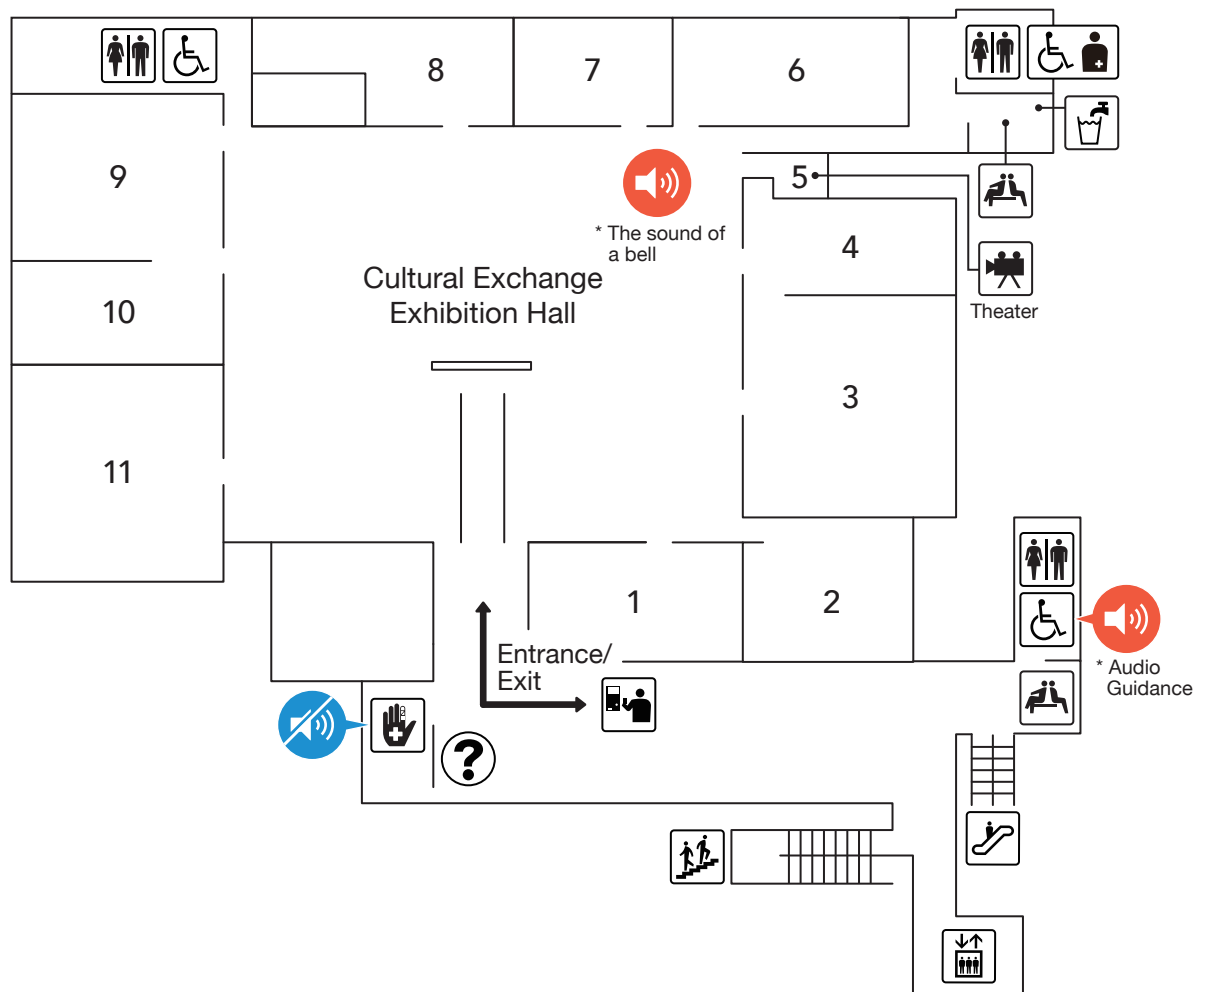 8
7
6
9
5
* The sound of
a bell
4
Cultural Exchange
Exhibition Hall
10
Theater
3
11
1
2
Entrance/
Exit
* Audio
Guidance
?